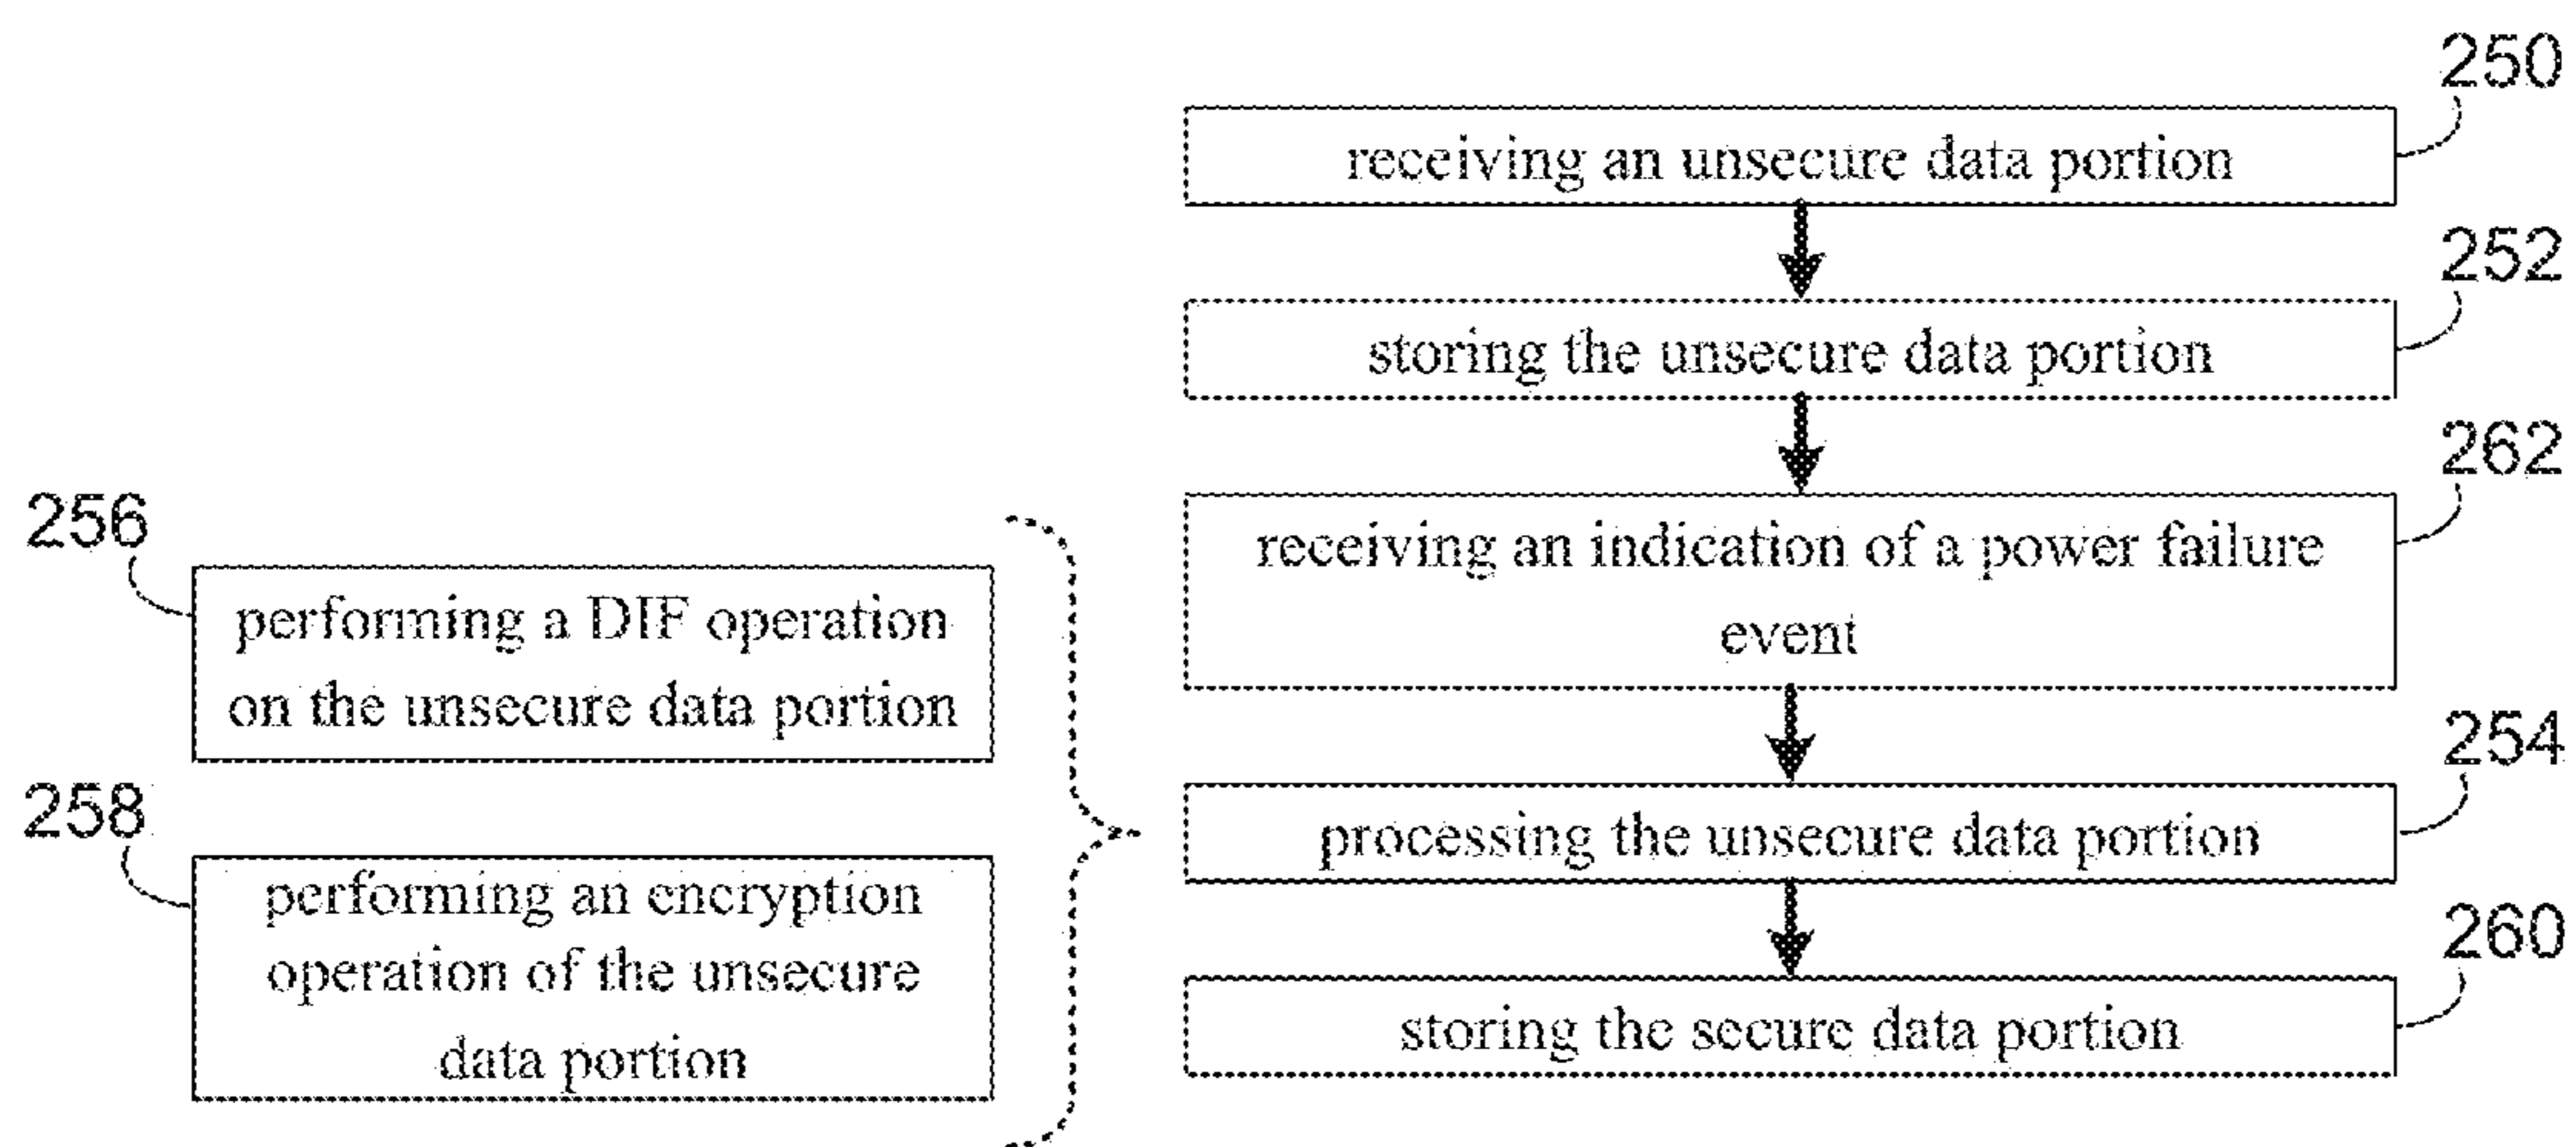 250
receiving an unsecure data portion
252
storing the unsecure data portion
262
receiving an indication of a power failure
event
256
performing a DIF operation
on the unsecure data portion
254
processing the unsecure data portion
258
performing an encryption
operation of the unsecure
data portion
260
storing the secure data portion